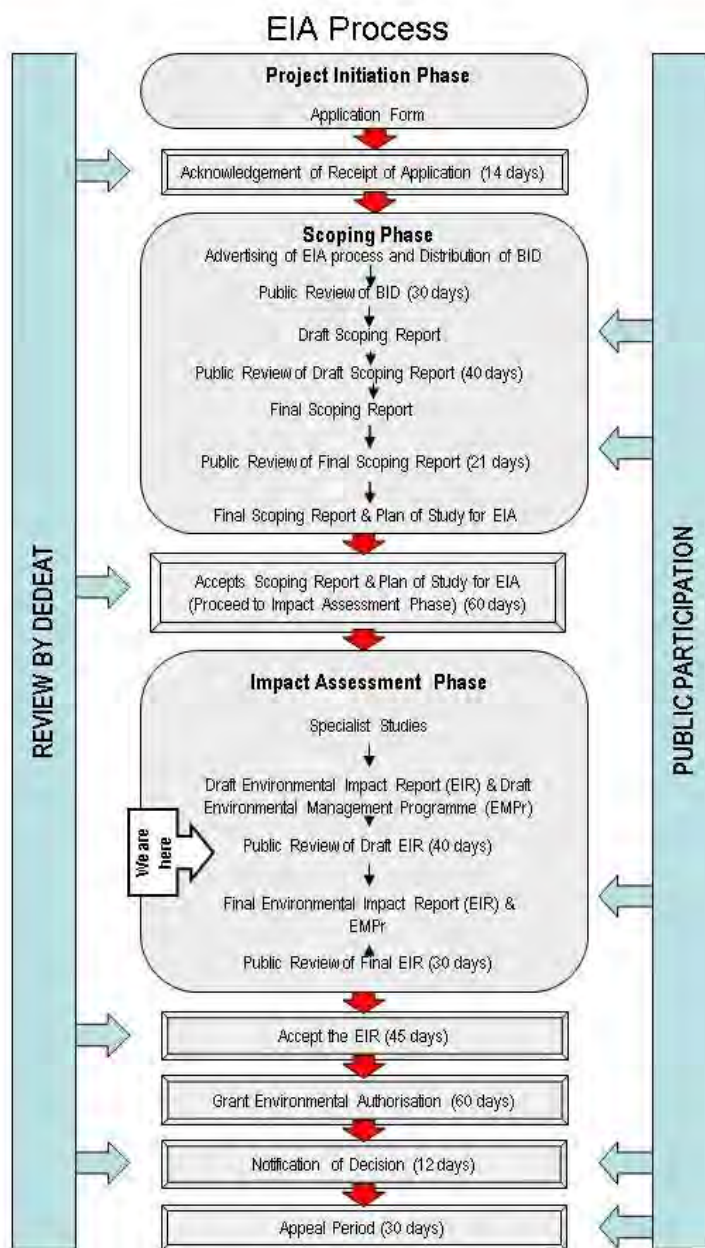 EIA Process
Project Initiation Phase
Application Form
Acknowledgement of Receipt of Application (14 days)
Scoping Phase
Advertising of EIA process and Distribution of BID
Public Review of BID (30 days)
Draft Scoping Report
Public Review of Draft Scoping Report (40 days)
Final Scoping Report
Public Review of Final Scoping Report (21 days)
Final Scoping Report & Plan of Study for EIA
Accepts Scoping Report & Plan of Study for EIA
(Proceed to Impact Assessment Phase) (60 days)
Impact Assessment Phase
Specialist Studies
Draft Environmental Impact Report (EIR) & Draft
Environmental Management Programme (EMPr)
We are
here
Public Review of Draft EIR (40 days)
Final Environmental Impact Report (EIR) &
EMPr
Public Review of Final EIR (30 days)
Accept the EIR (45 days)
Grant Environmental Authorisation (60 days)
Notification of Decision (12 days)
Appeal Period (30 days)
REVIEW BY DEDEAT
PUBLIC PARTICIPATION